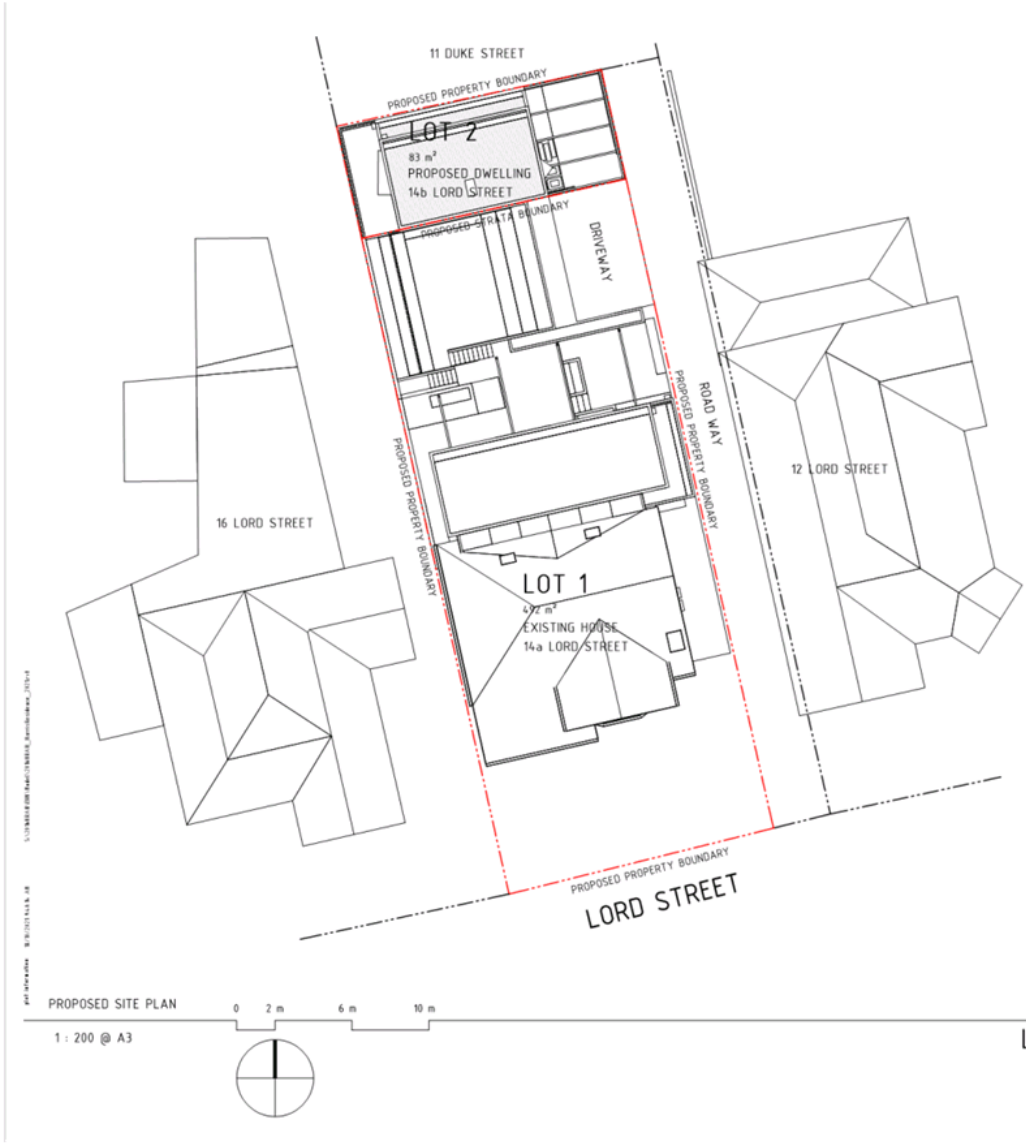 11 DUKE STREET
PROPOSED PROPERTY BOUNDARY
LOT 2
83 m²
PROPOSED DWELLING
14b LORD STREET
PROPOSED STRATA BOUNDARY
DRIVEWAY
ROAD WAY
PROPOSED PROPERTY BOUNDARY
PROPOSED PROPERTY BOUNDARY
12 LORD STREET
16 LORD STREET
LOT 1
492 m²
EXISTING HOUSE
14a LORD STREET
PROPOSED PROPERTY BOUNDARY
LORD STREET
PROPOSED SITE PLAN
0 2 m 6 m 10 m
1 : 200 @ A3
L